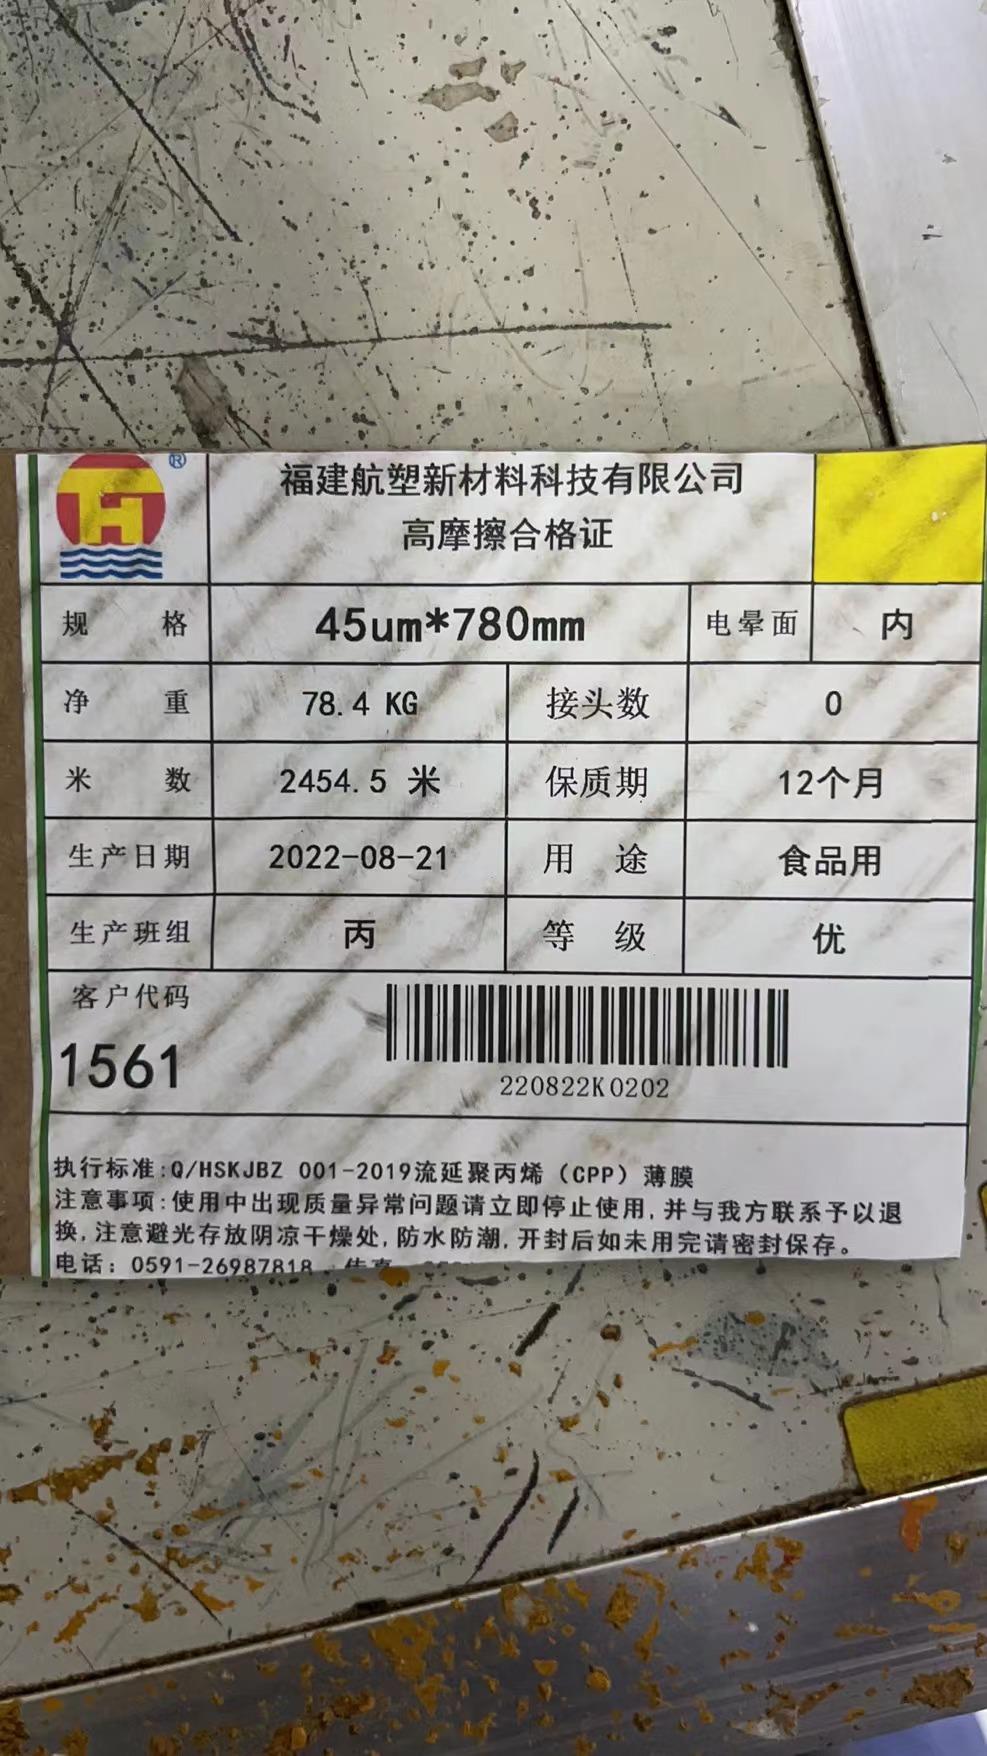 ®
福建航塑新材料科技有限公司
高摩擦合格证
规 格 45um*780mm 电晕面 内
净 重 78.4 KG 接头数 0
米 数 2454.5 米 保质期 12个月
生产日期 2022-08-21 用 途 食品用
生产班组 丙 等 级 优
客户代码
1561
220822K0202
执行标准:Q/HSKJBZ 001-2019流延聚丙烯（CPP）薄膜
注意事项:使用中出现质量异常问题请立即停止使用,并与我方联系予以退
换,注意避光存放阴凉干燥处,防水防潮,开封后如未用完请密封保存。
电话: 0591-26987818